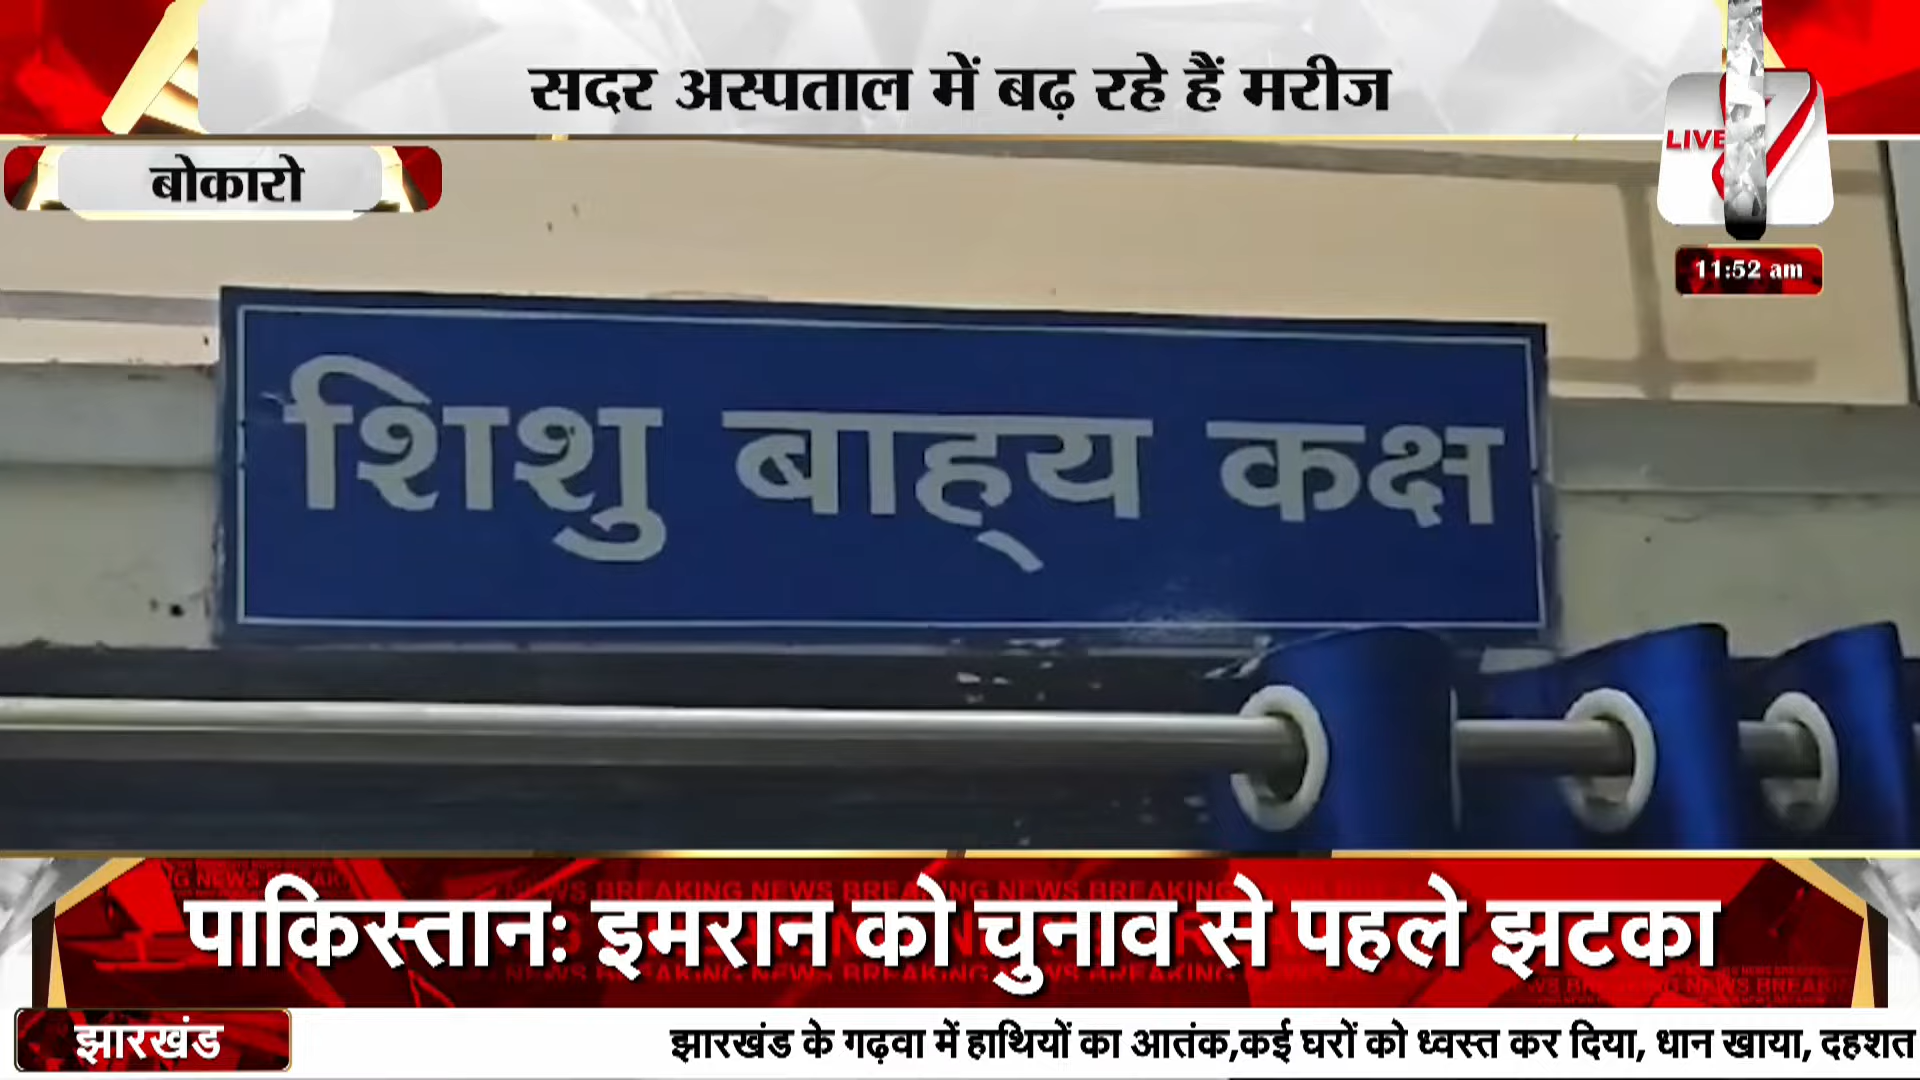 सदर अस्पताल में बढ़ रहे हैं मरीज
बोकारो
LIVE 7
11:52 am
शिशु बाह्य कक्ष
पाकिस्तान: इमरान को चुनाव से पहले झटका
झारखंड
झारखंड के गढ़वा में हाथियों का आतंक,कई घरों को ध्वस्त कर दिया, धान खाया, दहशत